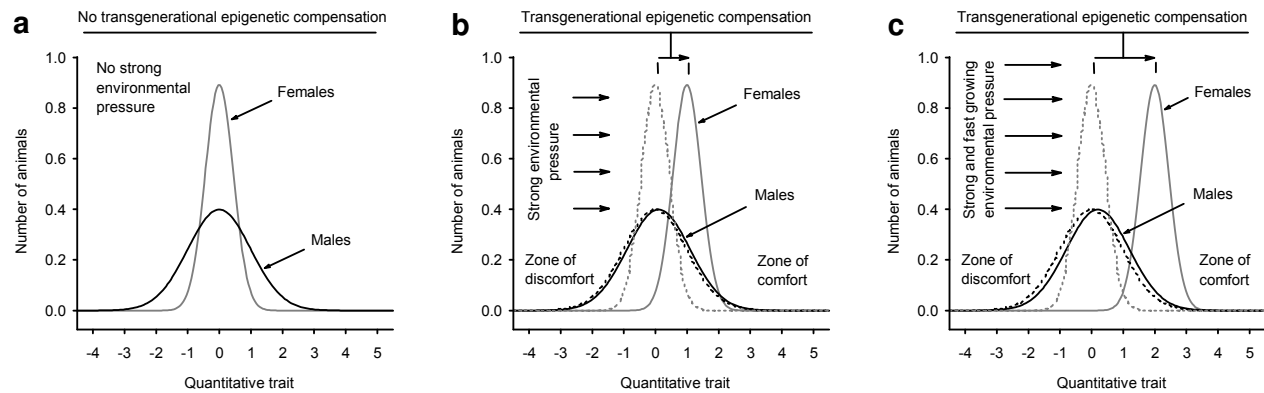 a
No transgenerational epigenetic compensation
No strong
environmental
pressure
Females
Males
Number of animals
1.0
0.8
0.6
0.4
0.2
0.0
-4 -3 -2 -1 0 1 2 3 4 5
Quantitative trait
b
Transgenerational epigenetic compensation
Strong environmental
pressure
Females
Males
Zone of
discomfort
Zone of
comfort
Number of animals
1.0
0.8
0.6
0.4
0.2
0.0
-4 -3 -2 -1 0 1 2 3 4 5
Quantitative trait
c
Transgenerational epigenetic compensation
Strong and fast growing
environmental pressure
Females
Males
Zone of
discomfort
Zone of
comfort
Number of animals
1.0
0.8
0.6
0.4
0.2
0.0
-4 -3 -2 -1 0 1 2 3 4 5
Quantitative trait